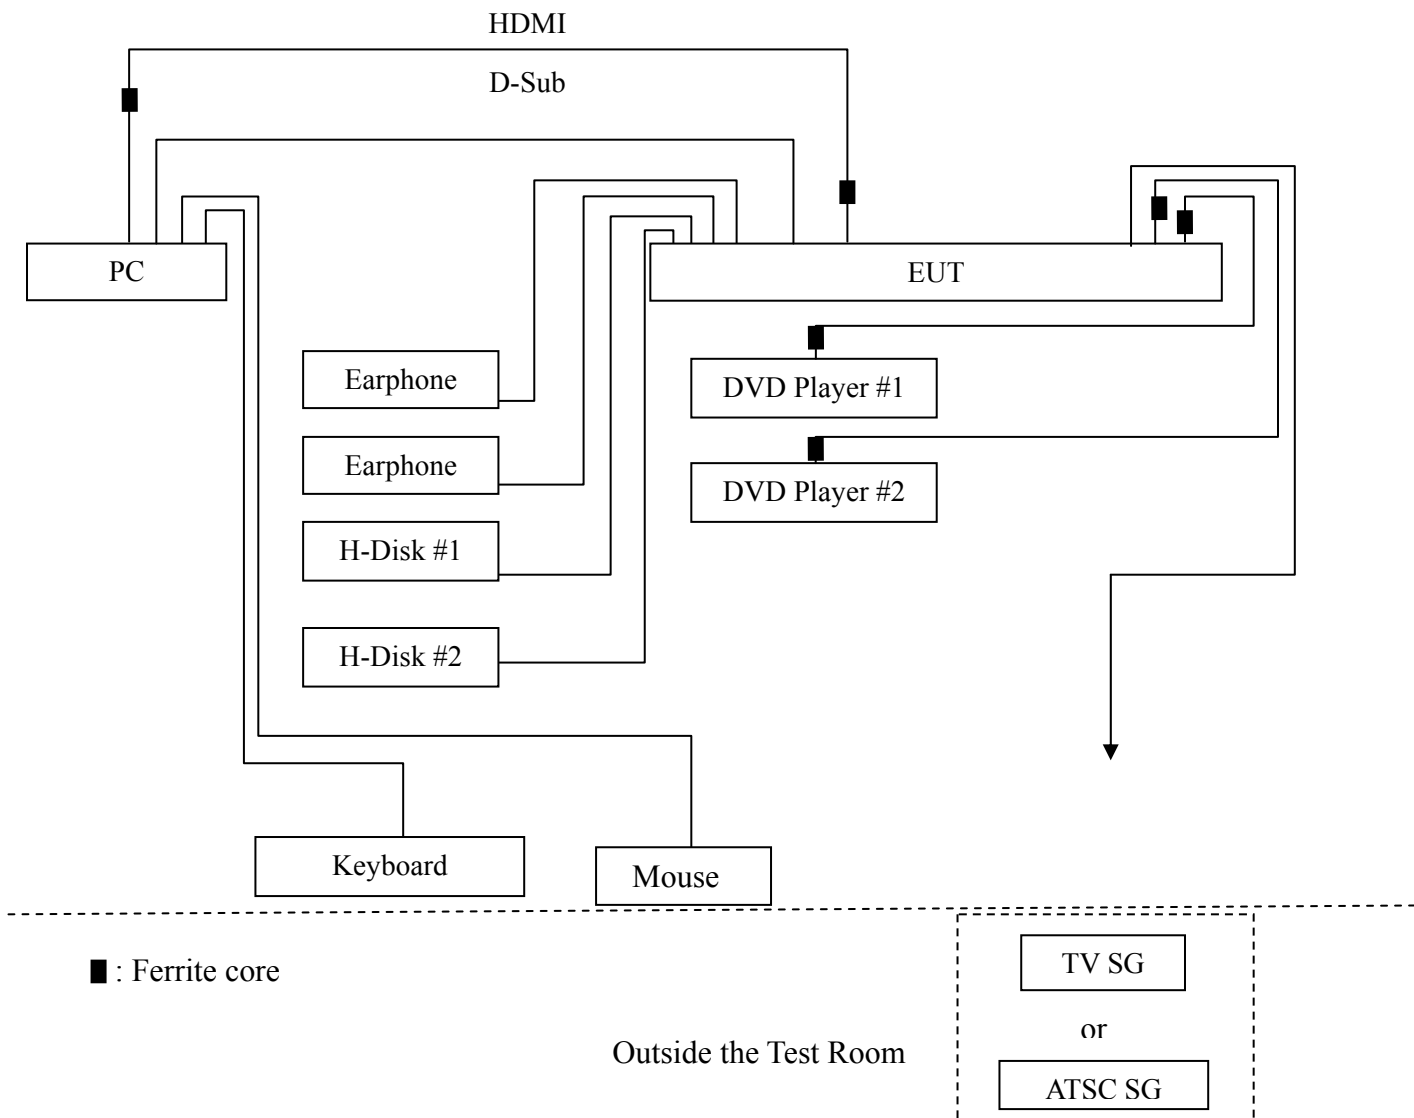 HDMI
D-Sub
PC
EUT
Earphone
DVD Player #1
Earphone
DVD Player #2
H-Disk #1
H-Disk #2
Keyboard
Mouse
: Ferrite core
TV SG
or
Outside the Test Room
ATSC SG